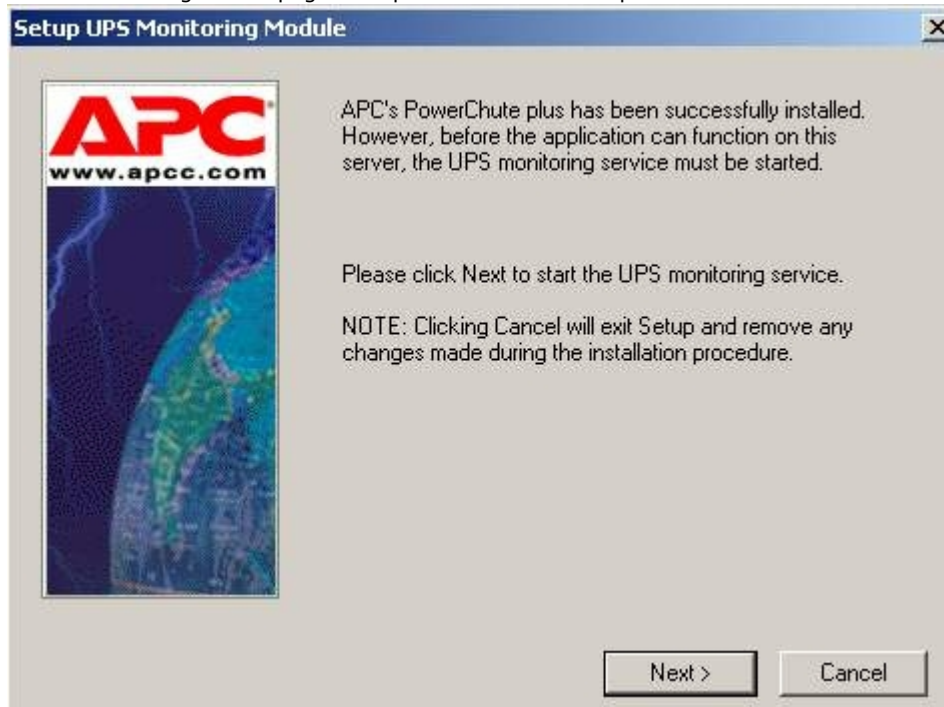 Setup UPS Monitoring Module
APC
www.apcc.com
APC's PowerChute plus has been successfully installed.
However, before the application can function on this
server, the UPS monitoring service must be started.
Please click Next to start the UPS monitoring service.
NOTE: Clicking Cancel will exit Setup and remove any
changes made during the installation procedure.
Next >
Cancel